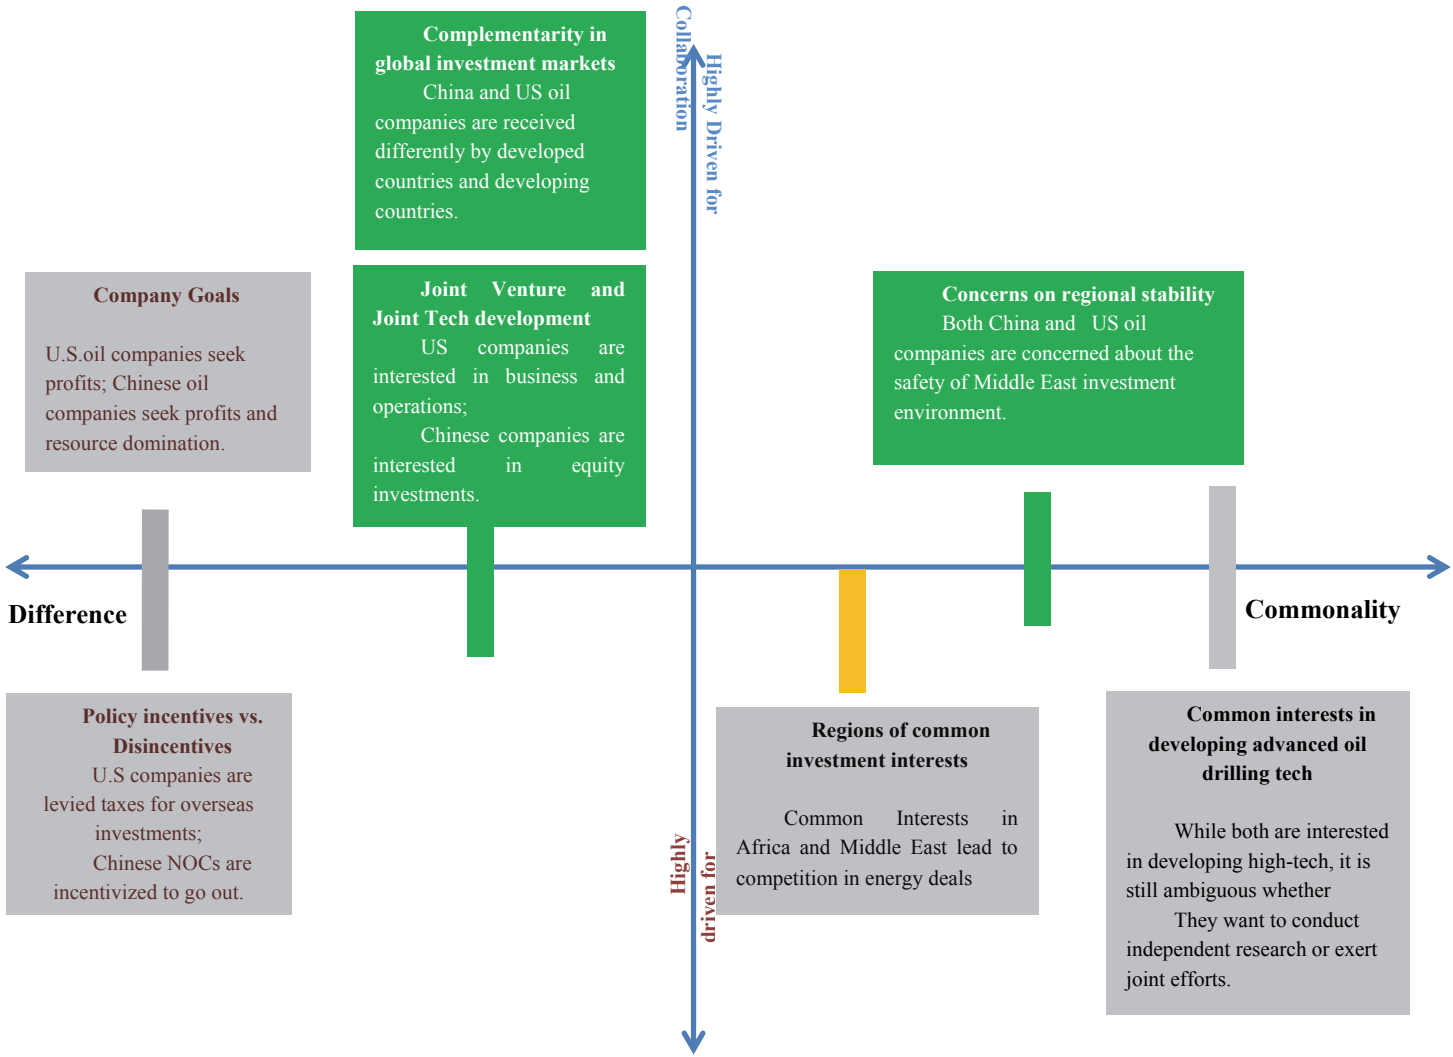 Complementarity in
global investment markets
China and US oil
companies are received
differently by developed
countries and developing
countries.
Collaboration
Highly Driven for
Company Goals
U.S.oil companies seek
profits; Chinese oil
companies seek profits and
resource domination.
Joint Venture and
Joint Tech development
US companies are
interested in business and
operations;
Chinese companies are
interested in equity
investments.
Concerns on regional stability
Both China and US oil
companies are concerned about the
safety of Middle East investment
environment.
Difference
Commonality
Policy incentives vs.
Disincentives
U.S companies are
levied taxes for overseas
investments;
Chinese NOCs are
incentivized to go out.
Highly
driven for
Regions of common
investment interests
Common Interests in
Africa and Middle East lead to
competition in energy deals
Common interests in
developing advanced oil
drilling tech
While both are interested
in developing high-tech, it is
still ambiguous whether
They want to conduct
independent research or exert
joint efforts.